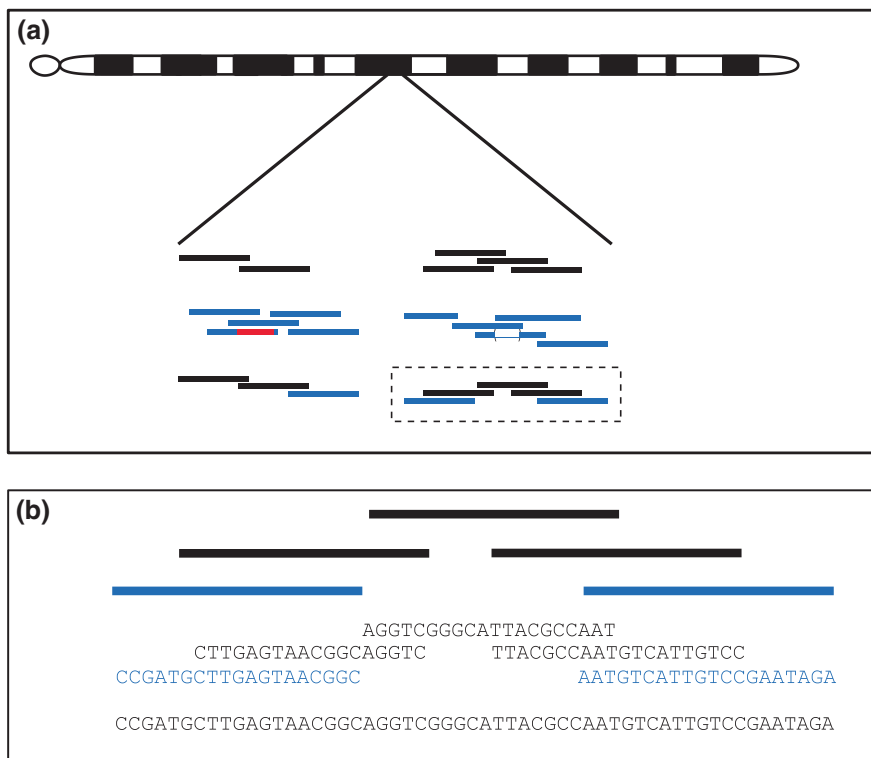 (a)
(b)
AGGTCGGGCATTACGCCAAT
CTTGAGTAACGGCAGGTC TTACGCCAATGTCATTGTCC
CCGATGCTTGAGTAACGGC AATGTCATTGTCCGAATAGA
CCGATGCTTGAGTAACGGCAGGTCGGGCATTACGCCAATGTCATTGTCCGAATAGA